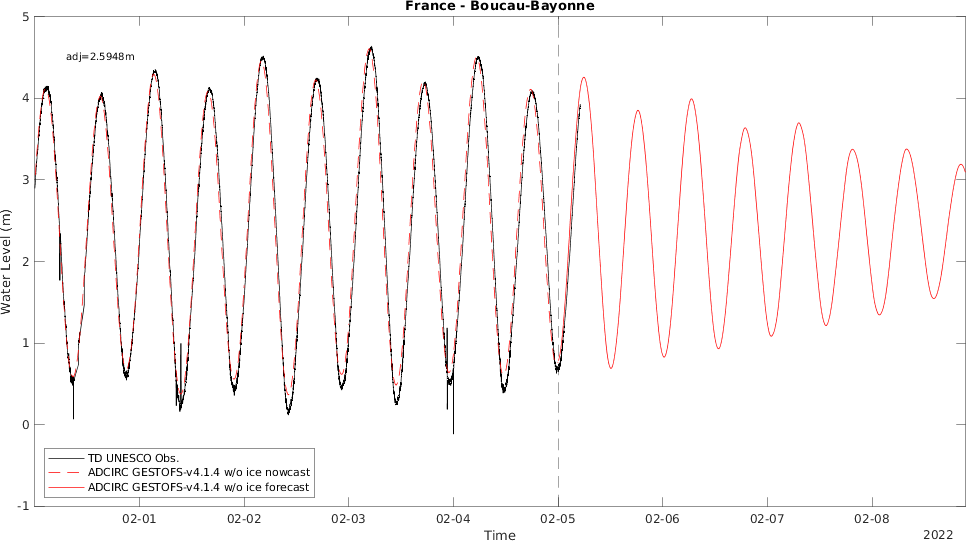 France - Boucau-Bayonne
adj=2.5948m
5
4
3
2
1
0
-1
Water Level (m)
TD UNESCO Obs.
ADCIRC GESTOFS-v4.1.4 w/o ice nowcast
ADCIRC GESTOFS-v4.1.4 w/o ice forecast
02-01 02-02 02-03 02-04 02-05 02-06 02-07 02-08
Time
2022